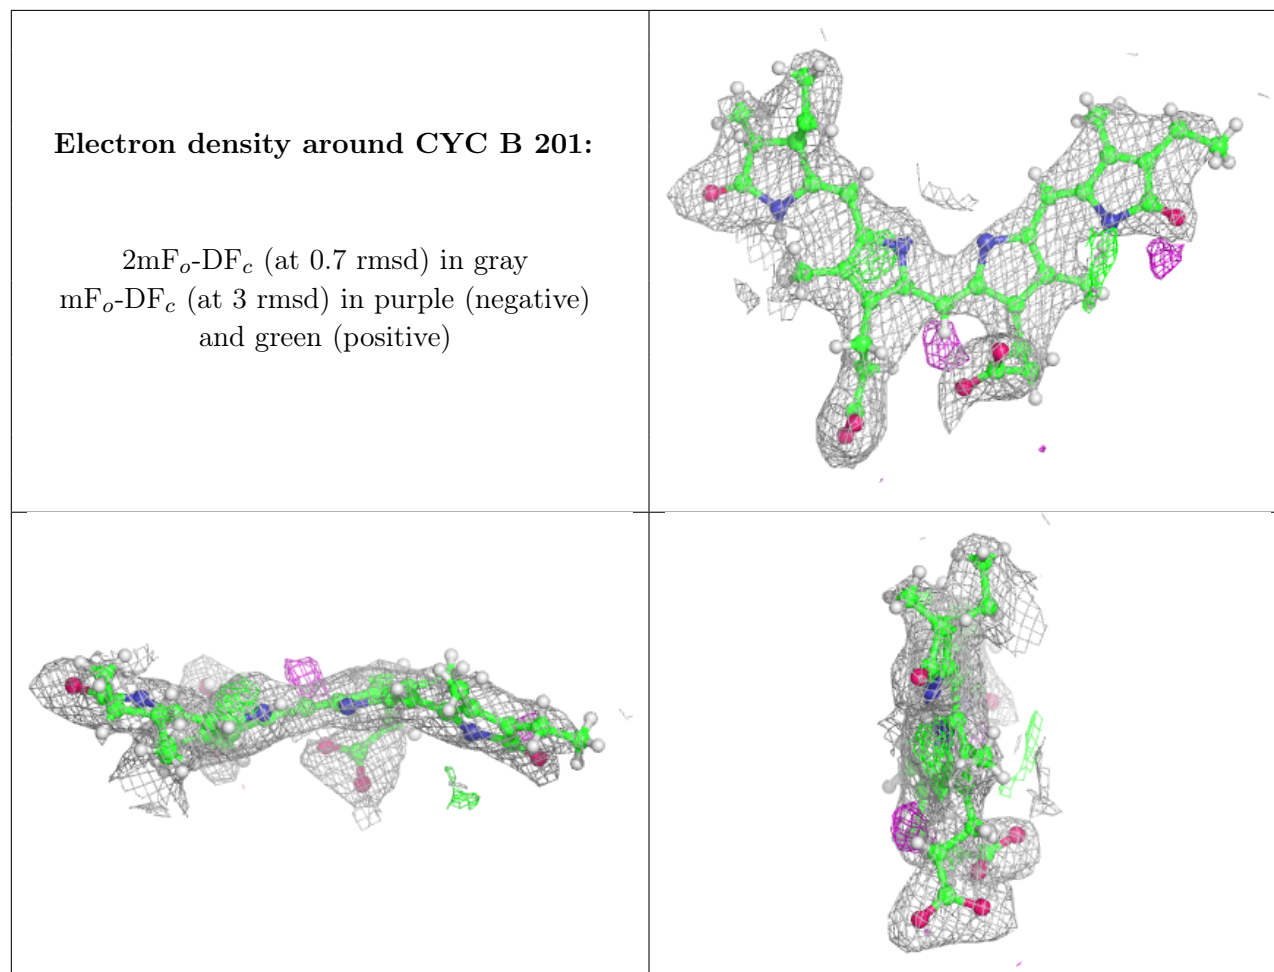 Electron density around CYC B 201:
2mFo-DFc (at 0.7 rmsd) in gray
mFo-DFc (at 3 rmsd) in purple (negative)
and green (positive)